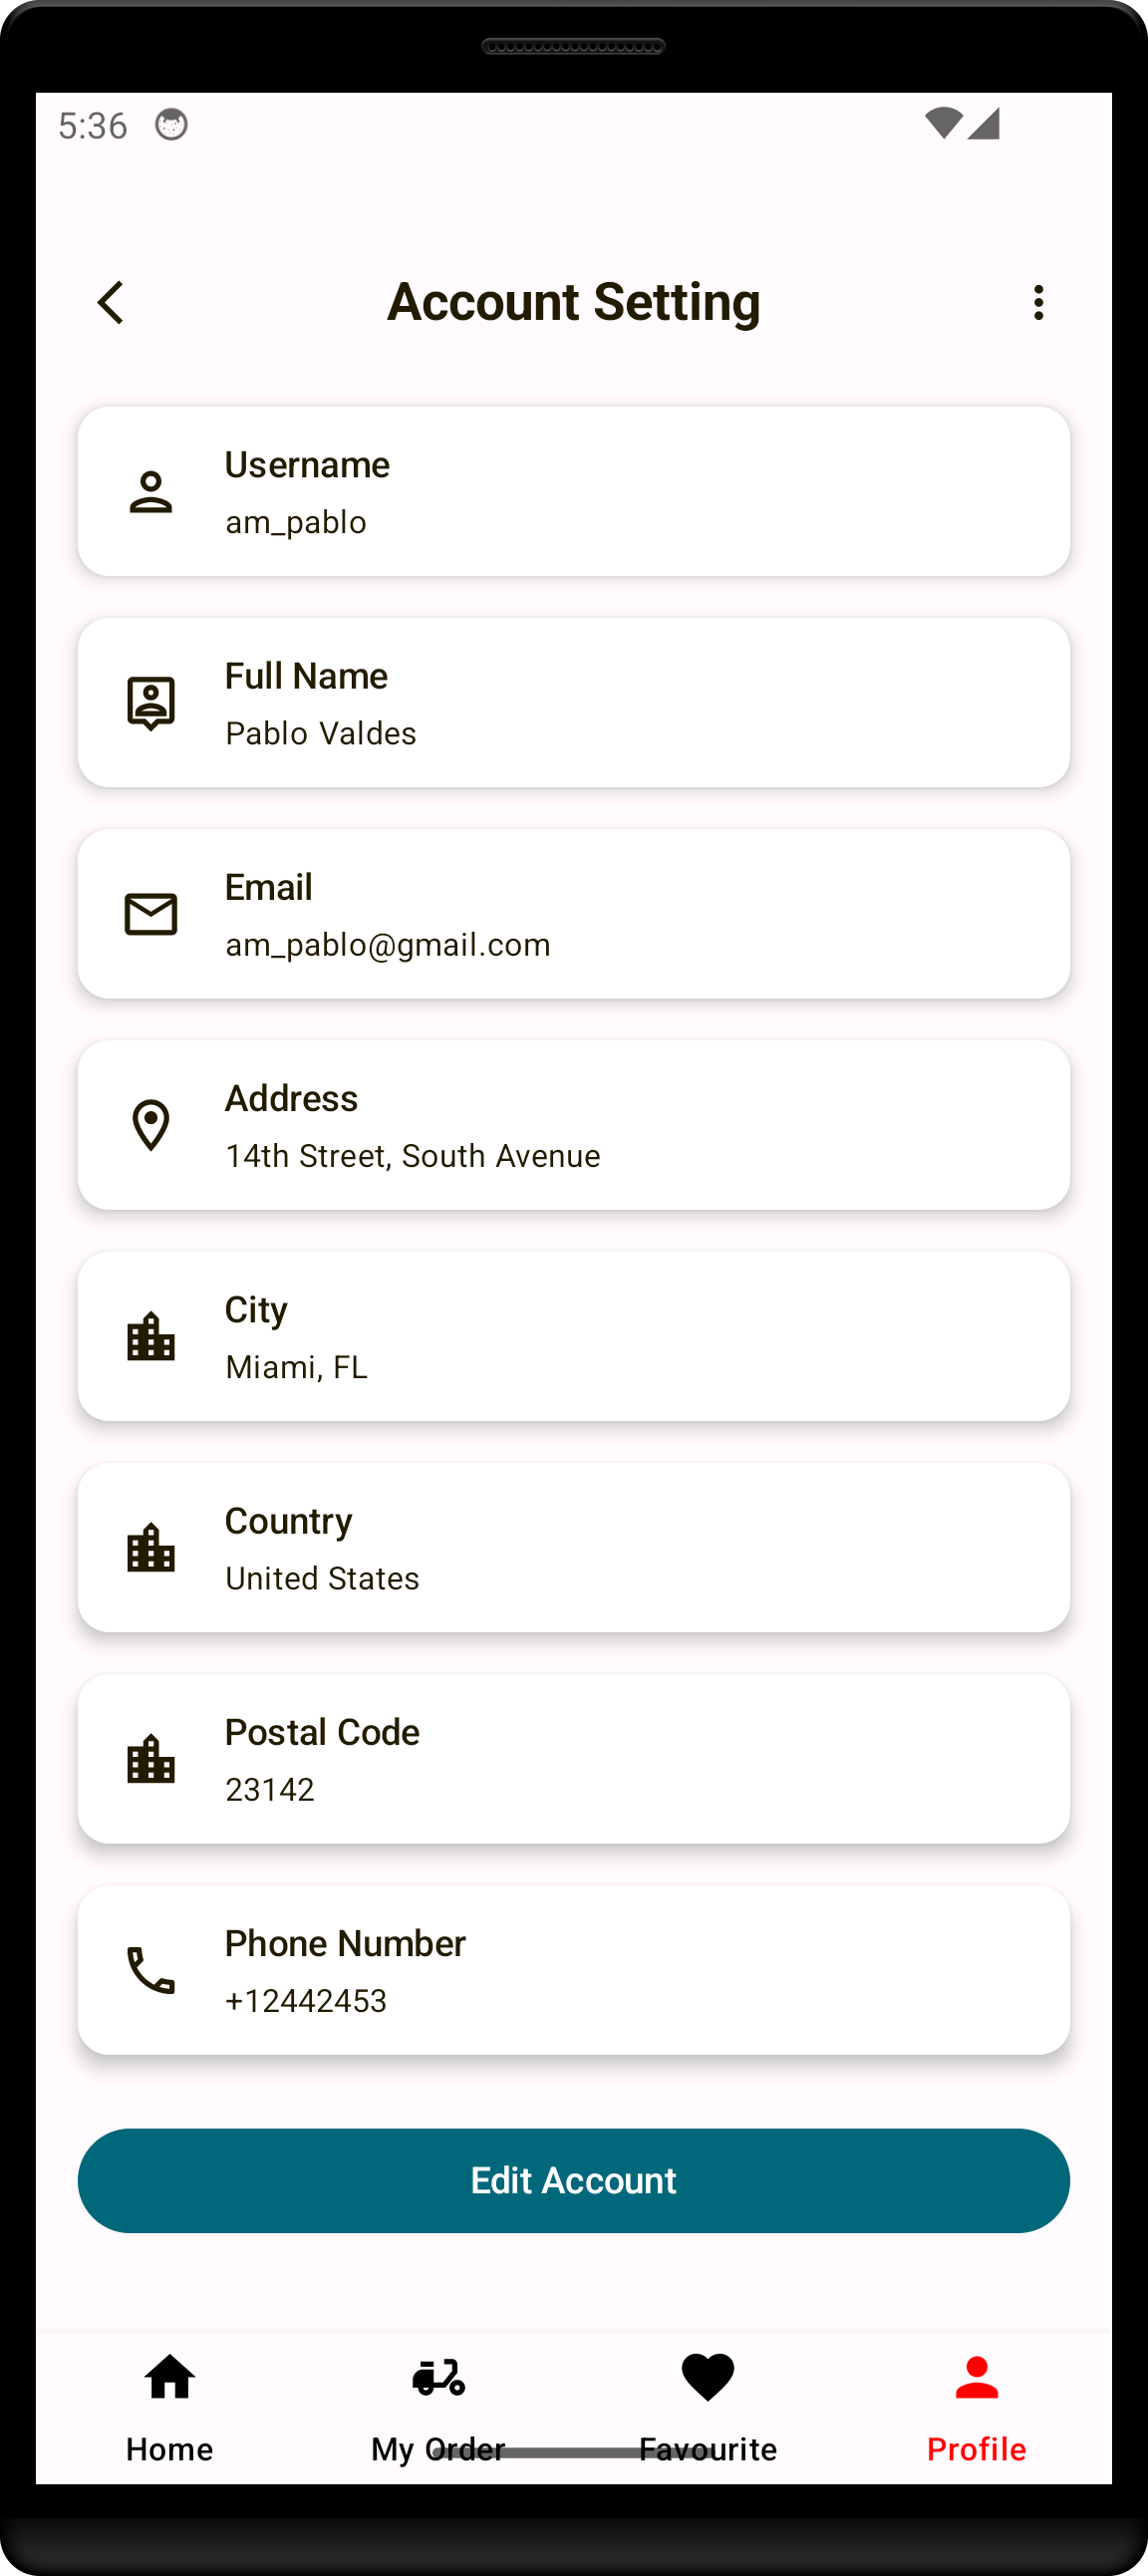 5:36
Account Setting
Username
am_pablo
Full Name
Pablo Valdes
Email
am_pablo@gmail.com
Address
14th Street, South Avenue
City
Miami, FL
Country
United States
Postal Code
23142
Phone Number
+12442453
Edit Account
Home
My Order
Favourite
Profile